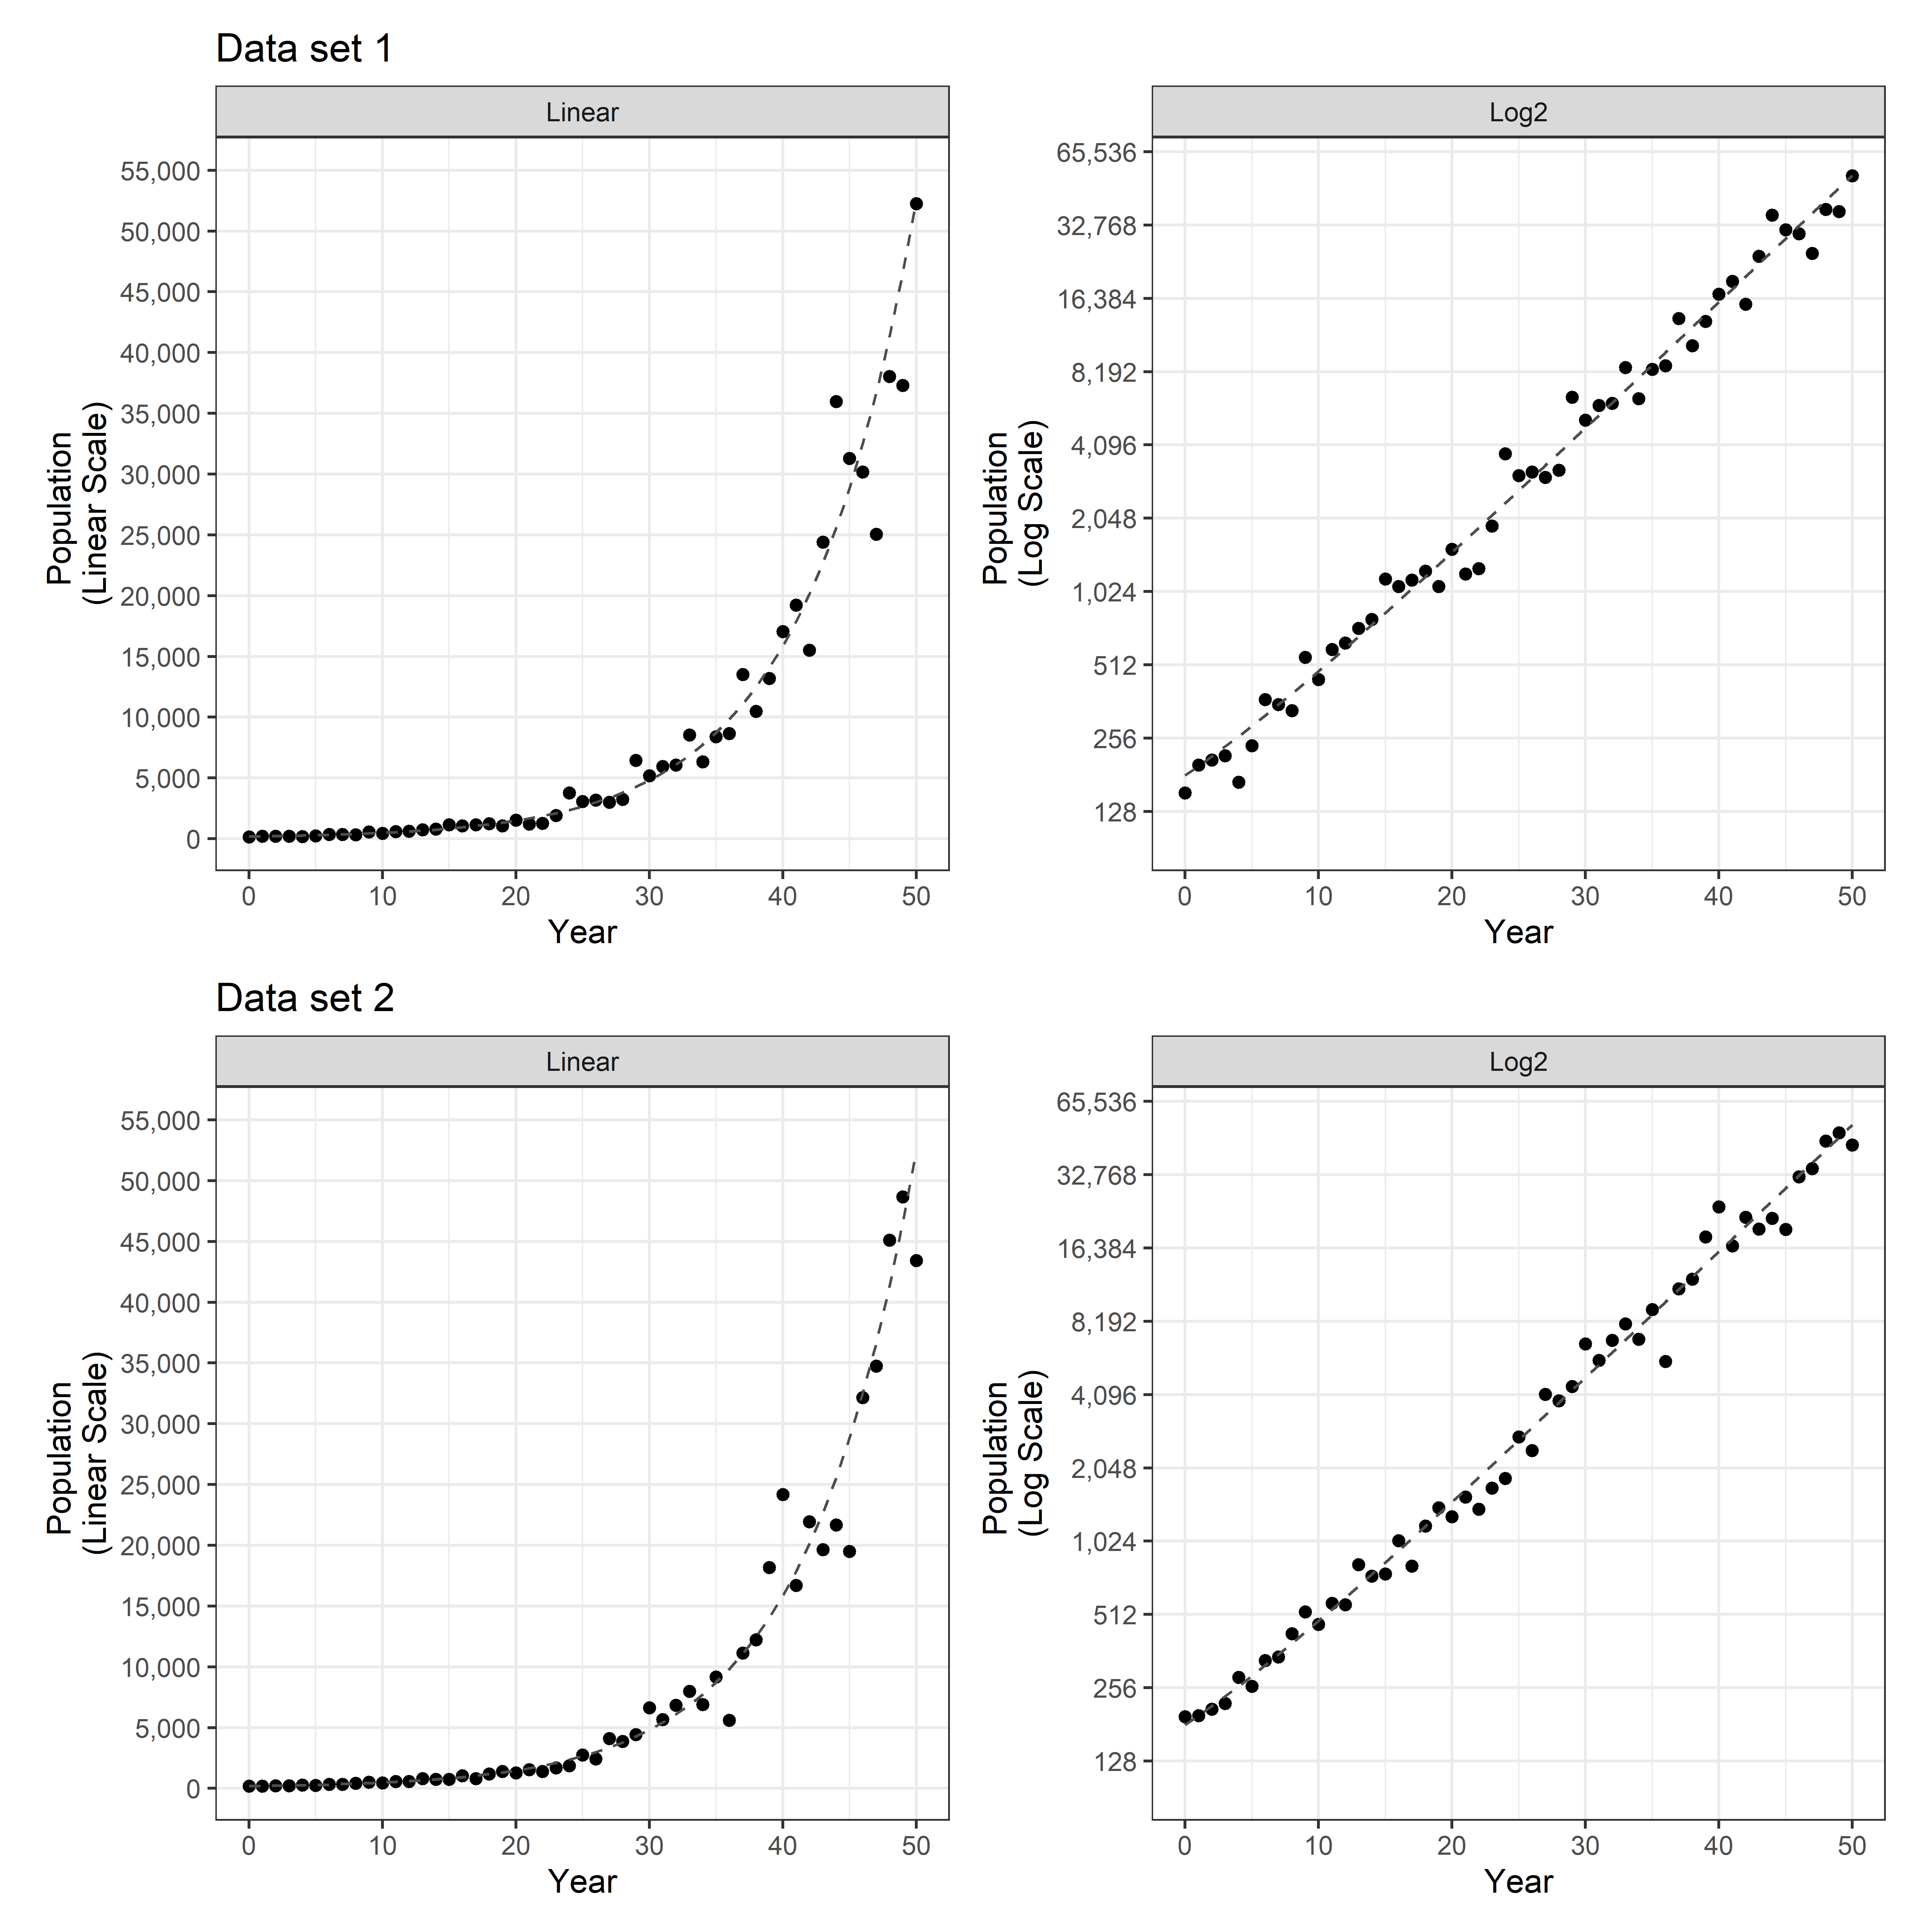 Data set 1
Linear
Log2
55,000
50,000
45,000
40,000
35,000
30,000
25,000
20,000
15,000
10,000
5,000
0
Population
(Linear Scale)
0 10 20 30 40 50
Year
65,536
32,768
16,384
8,192
4,096
2,048
1,024
512
256
128
Population
(Log Scale)
0 10 20 30 40 50
Year
Data set 2
Linear
Log2
55,000
50,000
45,000
40,000
35,000
30,000
25,000
20,000
15,000
10,000
5,000
0
Population
(Linear Scale)
0 10 20 30 40 50
Year
65,536
32,768
16,384
8,192
4,096
2,048
1,024
512
256
128
Population
(Log Scale)
0 10 20 30 40 50
Year